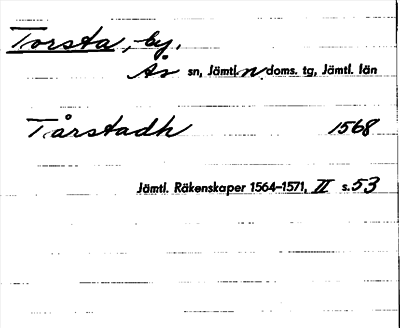 Torsta, by,
Ås sn, Jämtl. n doms. tg, Jämtl. län
Tårstadh 1568
Jämtl. Räkenskaper 1564-1571, II s. 53